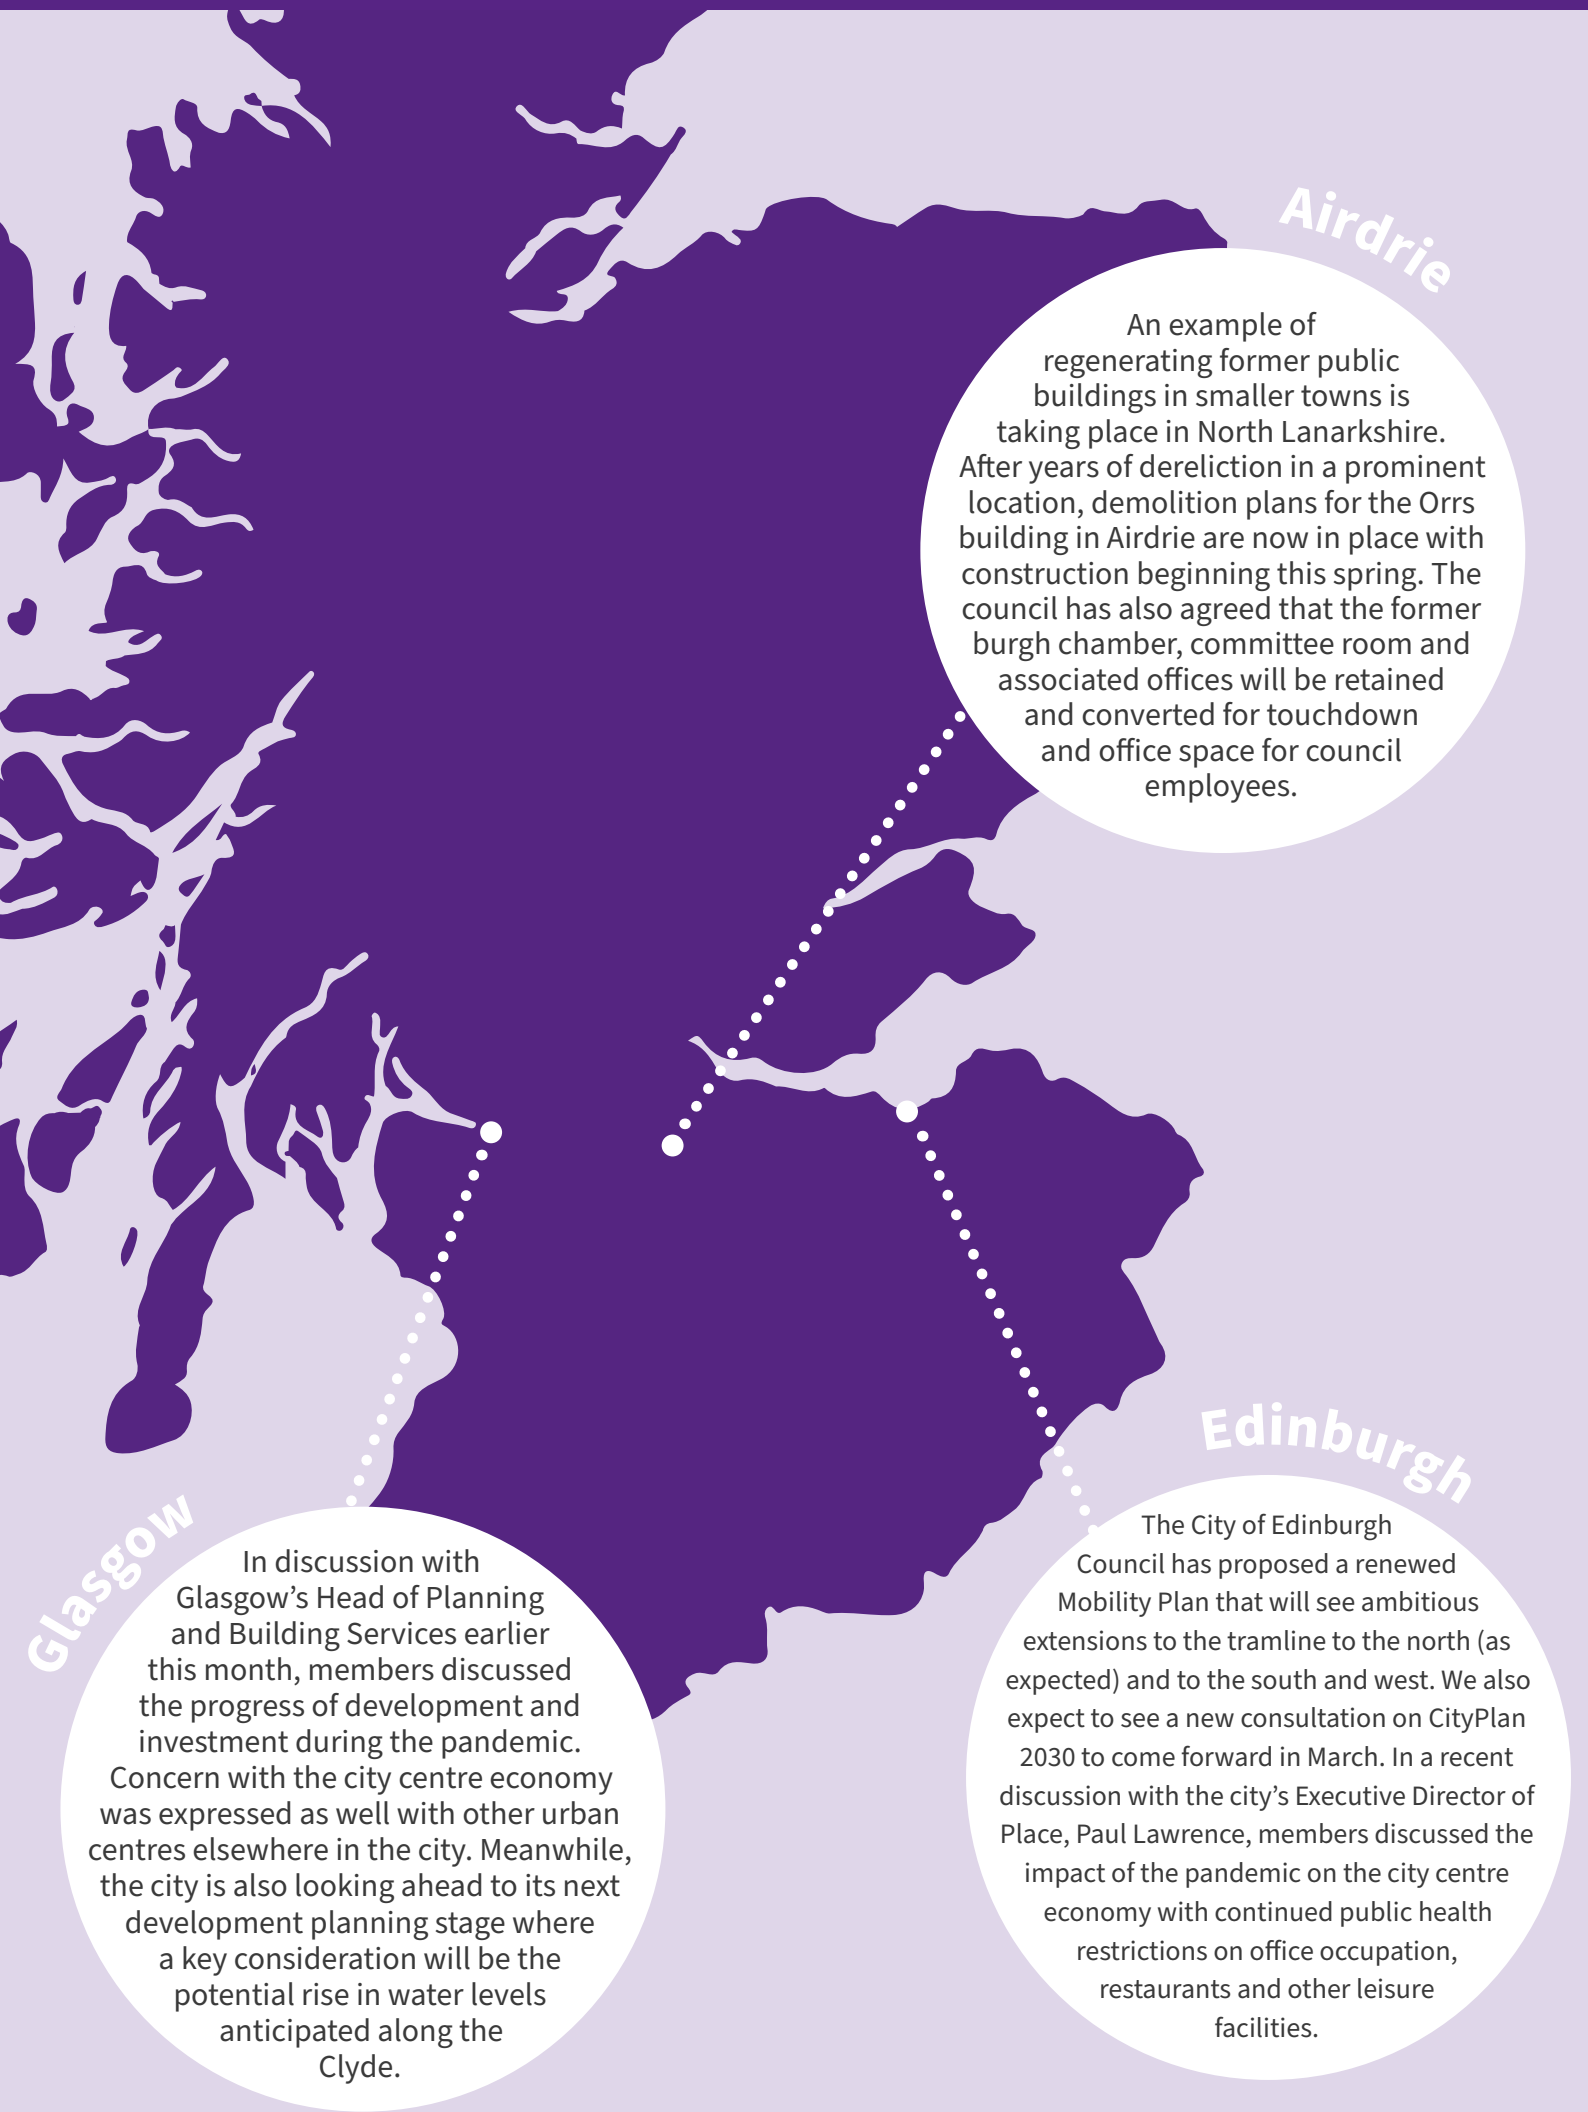 Airdrie
An example of
regenerating former public
buildings in smaller towns is
taking place in North Lanarkshire.
After years of dereliction in a prominent
location, demolition plans for the Orrs
building in Airdrie are now in place with
construction beginning this spring. The
council has also agreed that the former
burgh chamber, committee room and
associated offices will be retained
and converted for touchdown
and office space for council
employees.
Glasgow
In discussion with
Glasgow’s Head of Planning
and Building Services earlier
this month, members discussed
the progress of development and
investment during the pandemic.
Concern with the city centre economy
was expressed as well with other urban
centres elsewhere in the city. Meanwhile,
the city is also looking ahead to its next
development planning stage where
a key consideration will be the
potential rise in water levels
anticipated along the
Clyde.
Edinburgh
The City of Edinburgh
Council has proposed a renewed
Mobility Plan that will see ambitious
extensions to the tramline to the north (as
expected) and to the south and west. We also
expect to see a new consultation on CityPlan
2030 to come forward in March. In a recent
discussion with the city’s Executive Director of
Place, Paul Lawrence, members discussed the
impact of the pandemic on the city centre
economy with continued public health
restrictions on office occupation,
restaurants and other leisure
facilities.